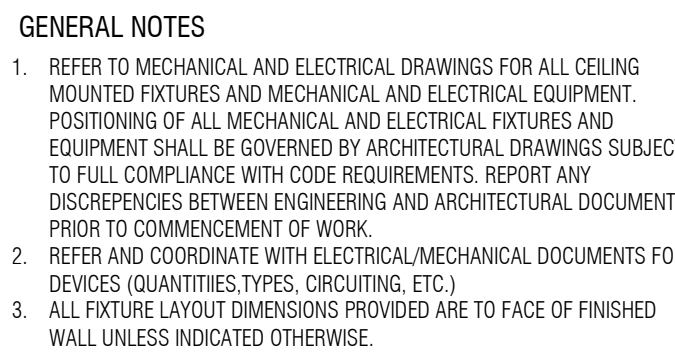 GENERAL NOTES
1. REFER TO MECHANICAL AND ELECTRICAL DRAWINGS FOR ALL CEILING
MOUNTED FIXTURES AND MECHANICAL AND ELECTRICAL EQUIPMENT.
POSITIONING OF ALL MECHANICAL AND ELECTRICAL FIXTURES AND
EQUIPMENT SHALL BE GOVERNED BY ARCHITECTURAL DRAWINGS SUBJECT
TO FULL COMPLIANCE WITH CODE REQUIREMENTS. REPORT ANY
DISCREPENCIES BETWEEN ENGINEERING AND ARCHITECTURAL DOCUMENT
PRIOR TO COMMENCEMENT OF WORK.
2. REFER AND COORDINATE WITH ELECTRICAL/MECHANICAL DOCUMENTS FO
DEVICES (QUANTITIIES,TYPES, CIRCUITING, ETC.)
3. ALL FIXTURE LAYOUT DIMENSIONS PROVIDED ARE TO FACE OF FINISHED
WALL UNLESS INDICATED OTHERWISE.